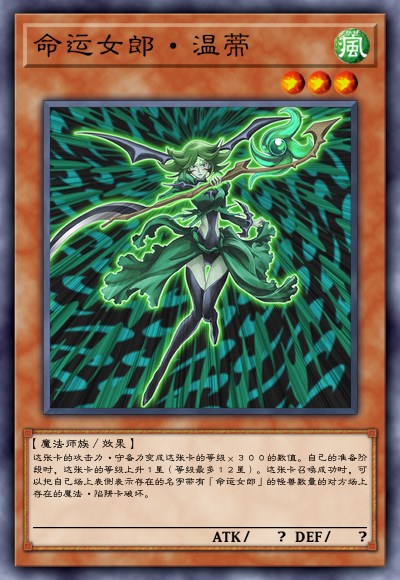 命运女郎·温蒂
風
【魔法师族／效果】
这张卡的攻击力·守备力变成这张卡的等级×３００的数值。自己的准备阶
段时，这张卡的等级上升１星（等级最多１２星）。这张卡召唤成功时，可
以把自己场上表侧表示存在的名字带有「命运女郎」的怪兽数量的对方场上
存在的魔法·陷阱卡破坏。
ATK/ ? DEF/ ?